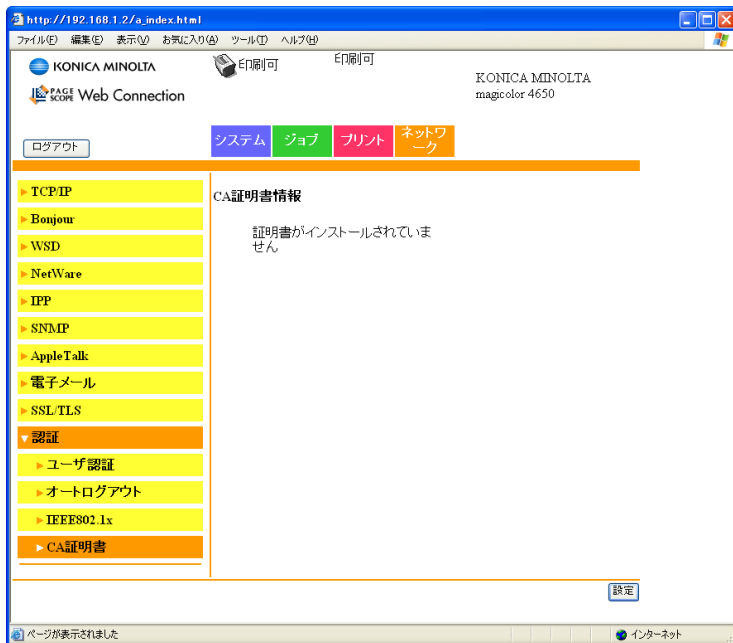 http://192.168.1.2/a_index.html
ファイル(F) 編集(E) 表示(V) お気に入り(A) ツール(T) ヘルプ(H)
KONICA MINOLTA
印刷可
印刷可
KONICA MINOLTA
magicolor 4650
PAGE SCOPE Web Connection
ログアウト
システム
ジョブ
プリント
ネットワ
ーク
TCP/IP
Bonjour
WSD
NetWare
IPP
SNMP
AppleTalk
電子メール
SSL/TLS
認証
ユーザ認証
オートログアウト
IEEE802.1x
CA証明書
CA証明書情報
証明書がインストールされていま
せん
設定
ページが表示されました
インターネット